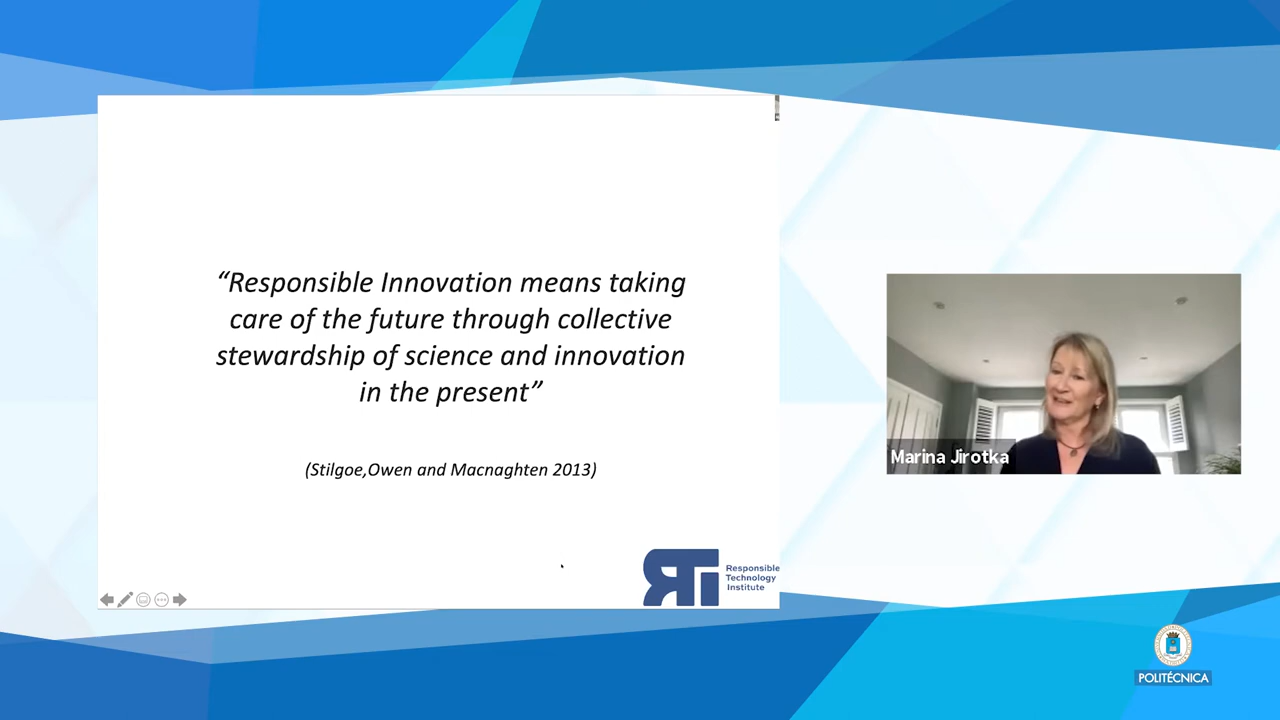 “Responsible Innovation means taking
care of the future through collective
stewardship of science and innovation
in the present”
(Stilgoe,Owen and Macnaghten 2013)
RTI
Responsible
Technology
Institute
Marina Jirotka
POLITÉCNICA